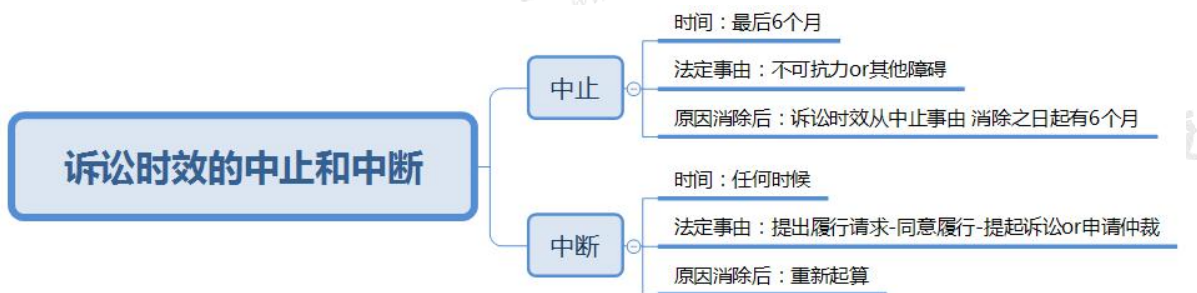 诉讼时效的中止和中断
中止
时间：最后6个月
法定事由：不可抗力or其他障碍
原因消除后：诉讼时效从中止事由 消除之日起有6个月
中断
时间：任何时候
法定事由：提出履行请求-同意履行-提起诉讼or申请仲裁
原因消除后：重新起算